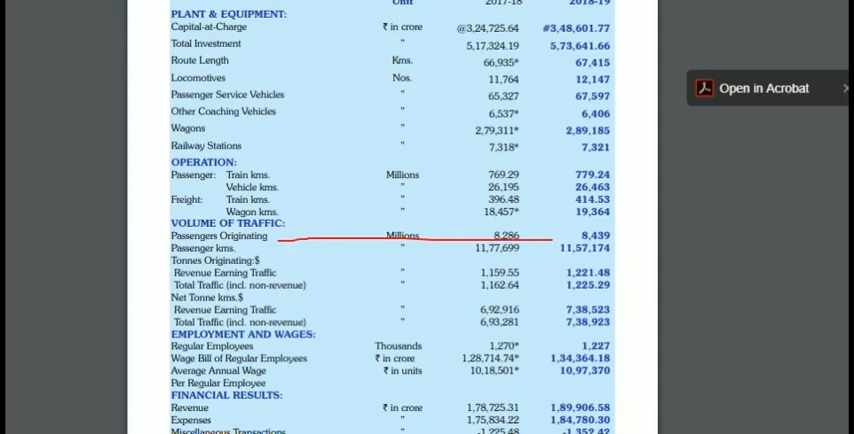 Unit 2017-18 2018-19
PLANT & EQUIPMENT:
Capital-at-Charge ₹ in crore @3,24,725.64 #3,48,601.77
Total Investment " 5,17,324.19 5,73,641.66
Route Length Kms. 66,935* 67,415
Locomotives Nos. 11,764 12,147
Passenger Service Vehicles " 65,327 67,597
Other Coaching Vehicles " 6,537* 6,406
Wagons " 2,79,311* 2,89,185
Railway Stations " 7,318* 7,321
OPERATION:
Passenger: Train kms. Millions 769.29 779.24
Vehicle kms. " 26,195 26,463
Freight: Train kms. " 396.48 414.53
Wagon kms. " 18,457* 19,364
VOLUME OF TRAFFIC:
Passengers Originating Millions 8,286 8,439
Passenger kms. " 11,77,699 11,57,174
Tonnes Originating:$
Revenue Earning Traffic " 1,159.55 1,221.48
Total Traffic (incl. non-revenue) " 1,162.64 1,225.29
Net Tonne kms.$
Revenue Earning Traffic " 6,92,916 7,38,523
Total Traffic (incl. non-revenue) " 6,93,281 7,38,923
EMPLOYMENT AND WAGES:
Regular Employees Thousands 1,270* 1,227
Wage Bill of Regular Employees ₹ in crore 1,28,714.74* 1,34,364.18
Average Annual Wage ₹ in units 10,18,501* 10,97,370
Per Regular Employee
FINANCIAL RESULTS:
Revenue ₹ in crore 1,78,725.31 1,89,906.58
Expenses " 1,75,834.22 1,84,780.30
Miscellaneous Transactions " -1,225.48 -1,352.42
Open in Acrobat